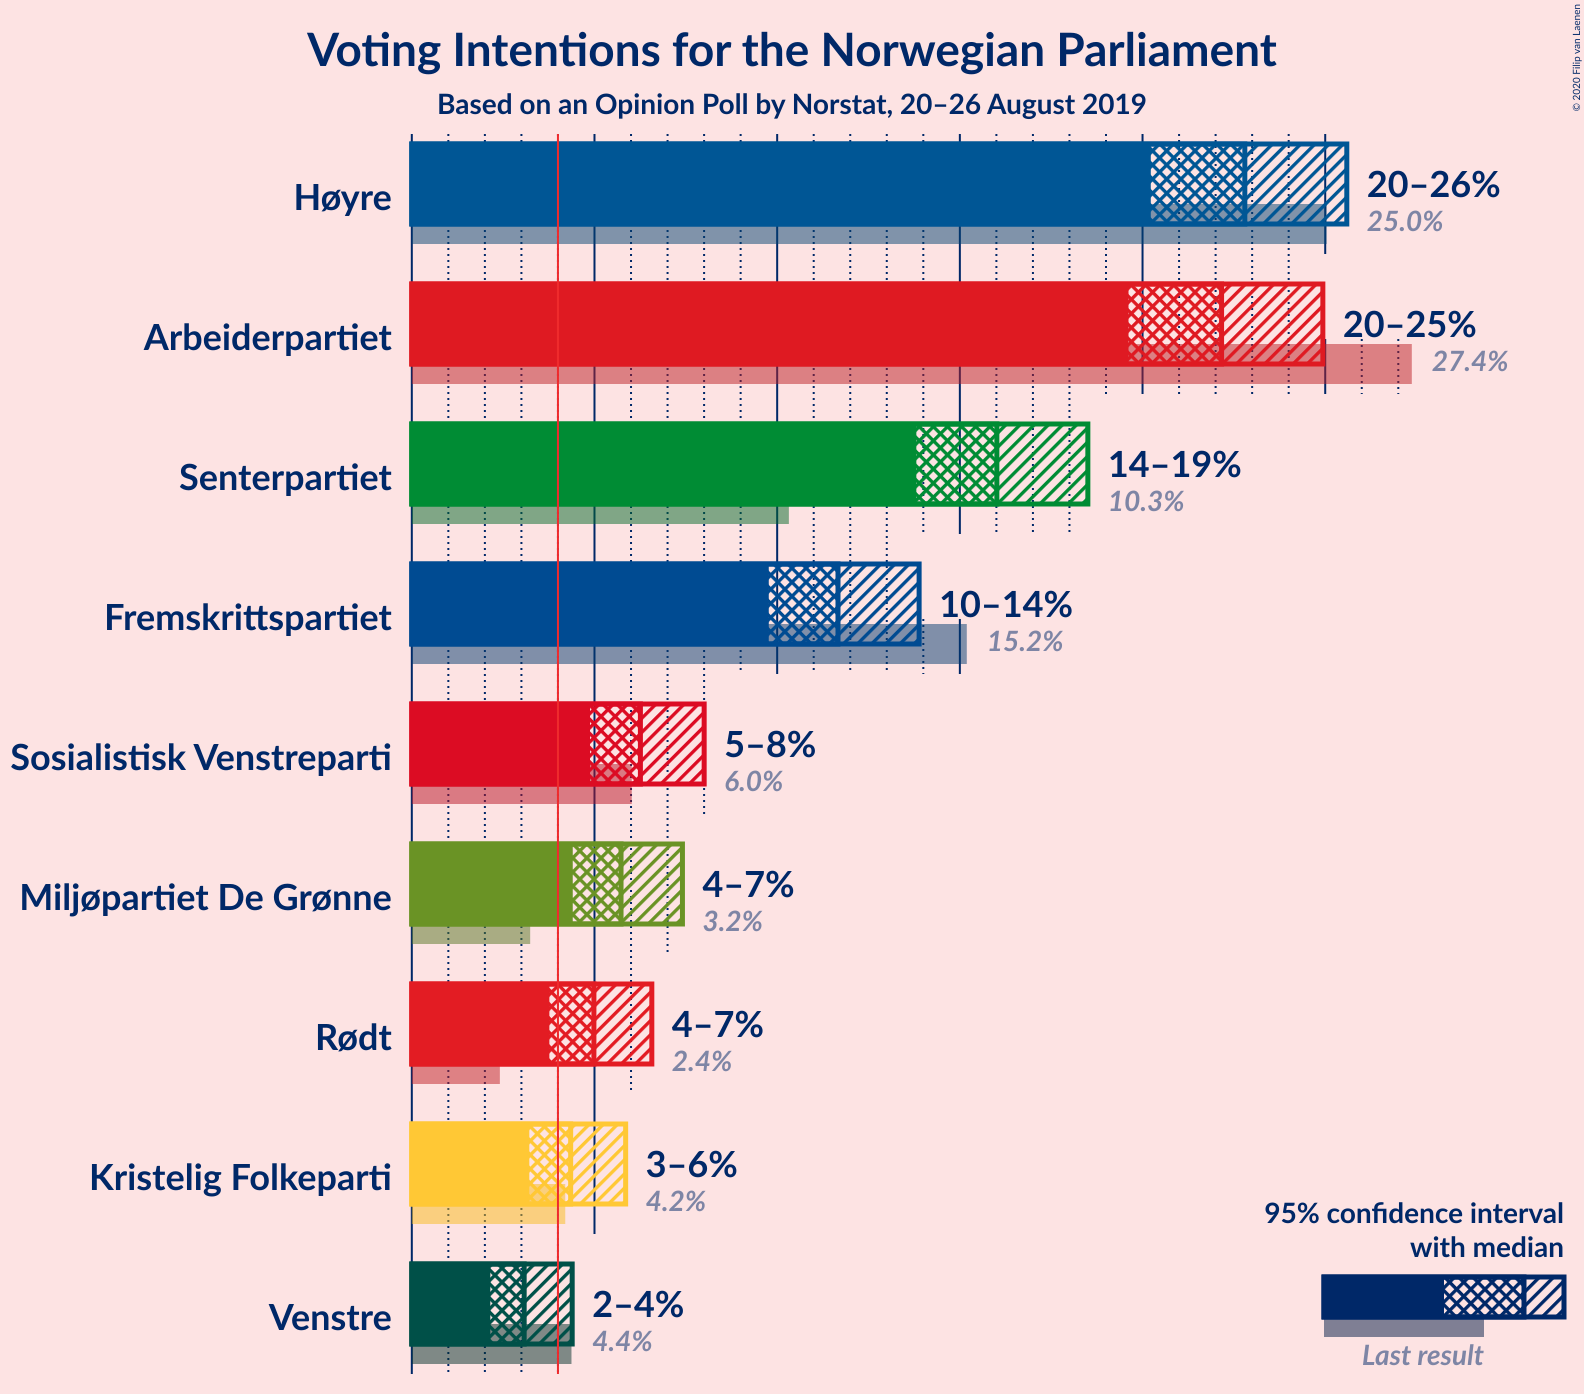 Voting Intentions for the Norwegian Parliament
Based on an Opinion Poll by Norstat, 20–26 August 2019
© 2020 Filip van Laenen
Høyre
20–26%
25.0%
Arbeiderpartiet
20–25%
27.4%
Senterpartiet
14–19%
10.3%
Fremskrittspartiet
10–14%
15.2%
Sosialistisk Venstreparti
5–8%
6.0%
Miljøpartiet De Grønne
4–7%
3.2%
Rødt
4–7%
2.4%
Kristelig Folkeparti
3–6%
4.2%
Venstre
2–4%
4.4%
95% confidence interval
with median
Last result